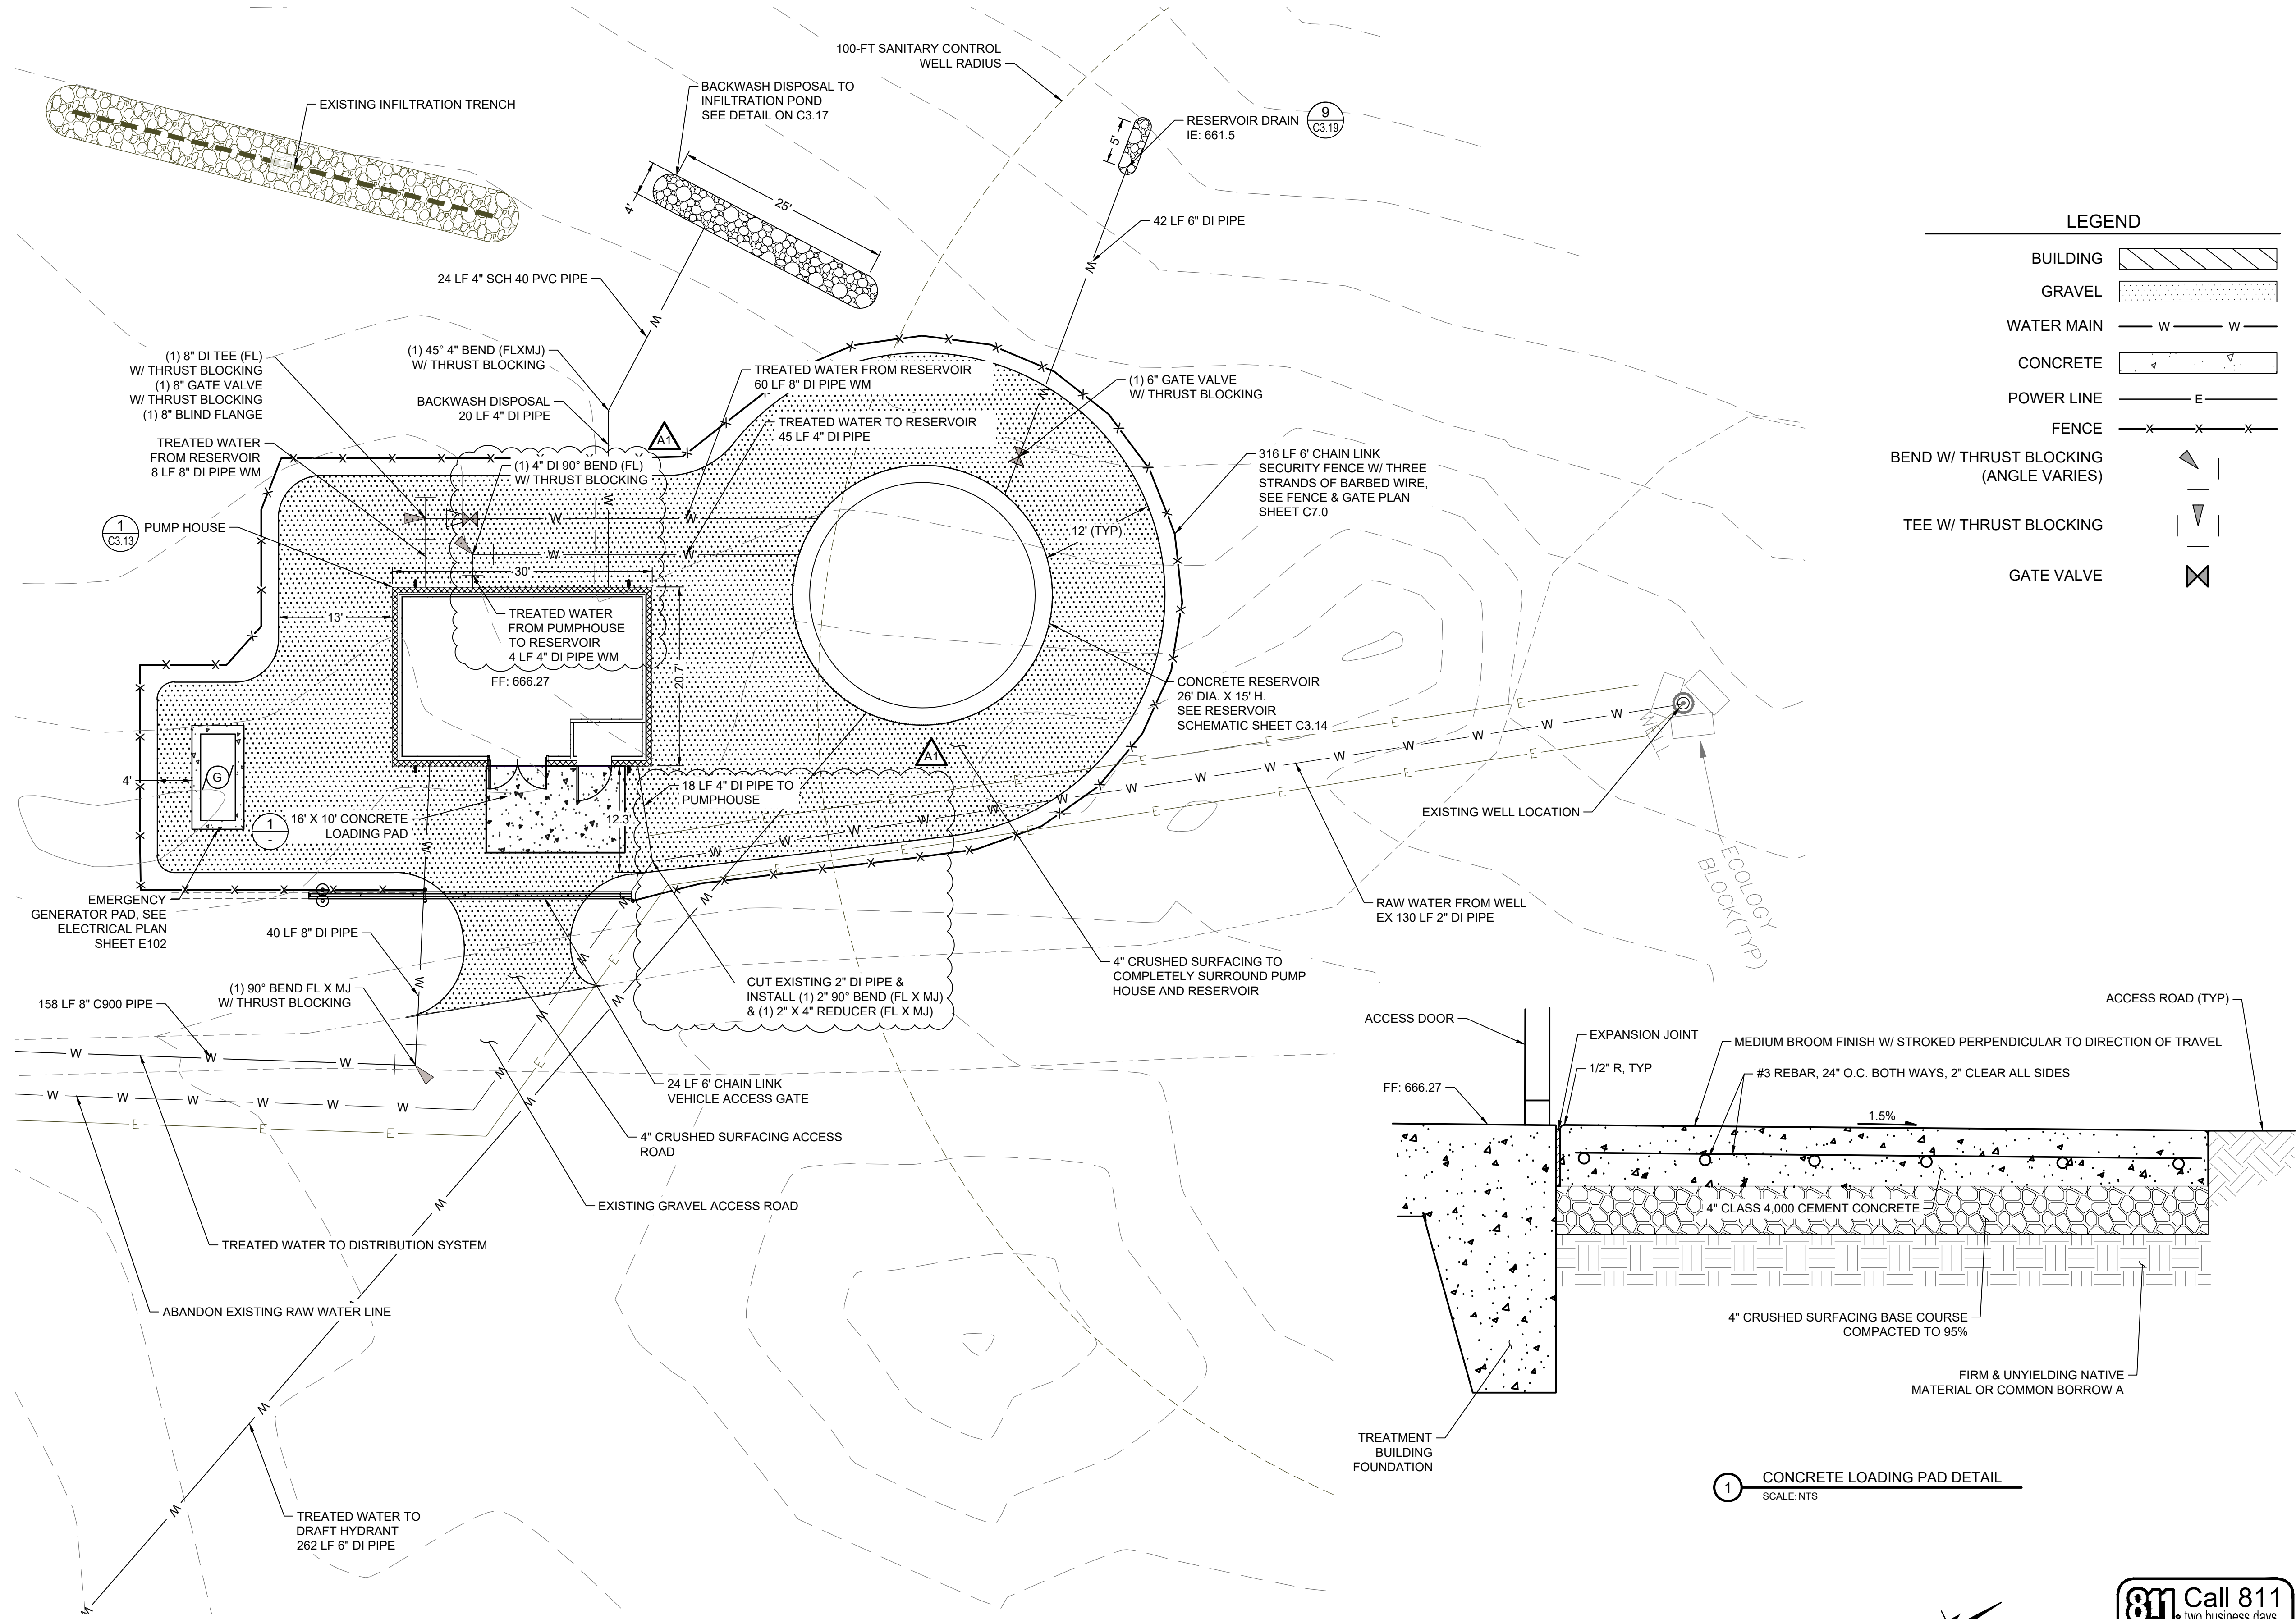 100-FT SANITARY CONTROL
WELL RADIUS
BACKWASH DISPOSAL TO
INFILTRATION POND
SEE DETAIL ON C3.17
EXISTING INFILTRATION TRENCH
RESERVOIR DRAIN
IE: 661.5
9
C3.19
5'
4'
25'
42 LF 6" DI PIPE
24 LF 4" SCH 40 PVC PIPE
(1) 8" DI TEE (FL)
W/ THRUST BLOCKING
(1) 8" GATE VALVE
W/ THRUST BLOCKING
(1) 8" BLIND FLANGE
(1) 45° 4" BEND (FLXMJ)
W/ THRUST BLOCKING
BACKWASH DISPOSAL
20 LF 4" DI PIPE
TREATED WATER FROM RESERVOIR
60 LF 8" DI PIPE WM
(1) 6" GATE VALVE
W/ THRUST BLOCKING
TREATED WATER TO RESERVOIR
45 LF 4" DI PIPE
A1
TREATED WATER
FROM RESERVOIR
8 LF 8" DI PIPE WM
(1) 4" DI 90° BEND (FL)
W/ THRUST BLOCKING
316 LF 6' CHAIN LINK
SECURITY FENCE W/ THREE
STRANDS OF BARBED WIRE,
SEE FENCE & GATE PLAN
SHEET C7.0
1
C3.13
PUMP HOUSE
12' (TYP)
30'
13'
TREATED WATER
FROM PUMPHOUSE
TO RESERVOIR
4 LF 4" DI PIPE WM
FF: 666.27
20.7'
CONCRETE RESERVOIR
26' DIA. X 15' H.
SEE RESERVOIR
SCHEMATIC SHEET C3.14
A1
4'
G
18 LF 4" DI PIPE TO
PUMPHOUSE
1
-
16' X 10' CONCRETE
LOADING PAD
12.3'
EXISTING WELL LOCATION
WELL
ECOLOGY
BLOCK (TYP)
EMERGENCY
GENERATOR PAD, SEE
ELECTRICAL PLAN
SHEET E102
RAW WATER FROM WELL
EX 130 LF 2" DI PIPE
40 LF 8" DI PIPE
4" CRUSHED SURFACING TO
COMPLETELY SURROUND PUMP
HOUSE AND RESERVOIR
(1) 90° BEND FL X MJ
W/ THRUST BLOCKING
CUT EXISTING 2" DI PIPE &
INSTALL (1) 2" 90° BEND (FL X MJ)
& (1) 2" X 4" REDUCER (FL X MJ)
158 LF 8" C900 PIPE
24 LF 6' CHAIN LINK
VEHICLE ACCESS GATE
4" CRUSHED SURFACING ACCESS
ROAD
EXISTING GRAVEL ACCESS ROAD
TREATED WATER TO DISTRIBUTION SYSTEM
ABANDON EXISTING RAW WATER LINE
TREATED WATER TO
DRAFT HYDRANT
262 LF 6" DI PIPE
LEGEND
BUILDING
GRAVEL
WATER MAIN W W
CONCRETE
POWER LINE E
FENCE X X X
BEND W/ THRUST BLOCKING
(ANGLE VARIES)
TEE W/ THRUST BLOCKING
GATE VALVE
ACCESS ROAD (TYP)
ACCESS DOOR
EXPANSION JOINT
MEDIUM BROOM FINISH W/ STROKED PERPENDICULAR TO DIRECTION OF TRAVEL
1/2" R, TYP
#3 REBAR, 24" O.C. BOTH WAYS, 2" CLEAR ALL SIDES
FF: 666.27
1.5%
4" CLASS 4,000 CEMENT CONCRETE
4" CRUSHED SURFACING BASE COURSE
COMPACTED TO 95%
FIRM & UNYIELDING NATIVE
MATERIAL OR COMMON BORROW A
TREATMENT
BUILDING
FOUNDATION
1
CONCRETE LOADING PAD DETAIL
SCALE: NTS
811
Call 811
two business days